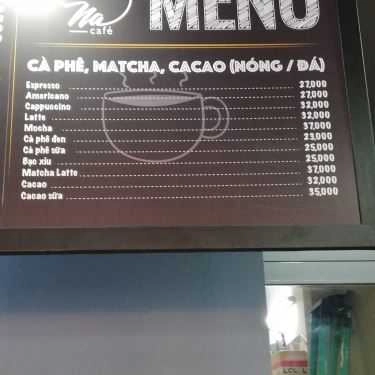 Na
café
MENU
CÀ PHÊ, MATCHA, CACAO (NÓNG / ĐÁ)
Espresso 27,000
Americano 27,000
Cappuccino 32,000
Latte 32,000
Mocha 37,000
Cà phê đen 23,000
Cà phê sữa 25,000
Bạc xỉu 25,000
Matcha Latte 37,000
Cacao 32,000
Cacao sữa 35,000
LCL L